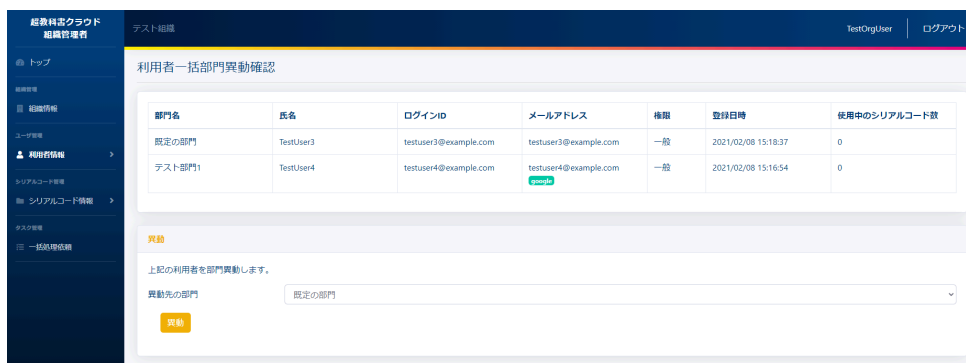 超教科書クラウド
組織管理者
テスト組織
TestOrgUser
ログアウト
トップ
組織管理
組織情報
ユーザ管理
利用者情報
シリアルコード管理
シリアルコード情報
タスク管理
一括処理依頼
利用者一括部門異動確認
部門名 氏名 ログインID メールアドレス 権限 登録日時 使用中のシリアルコード数
既定の部門 TestUser3 testuser3@example.com testuser3@example.com 一般 2021/02/08 15:18:37 0
テスト部門1 TestUser4 testuser4@example.com testuser4@example.com 一般 2021/02/08 15:16:54 0
google
異動
上記の利用者を部門異動します。
異動先の部門 既定の部門
異動